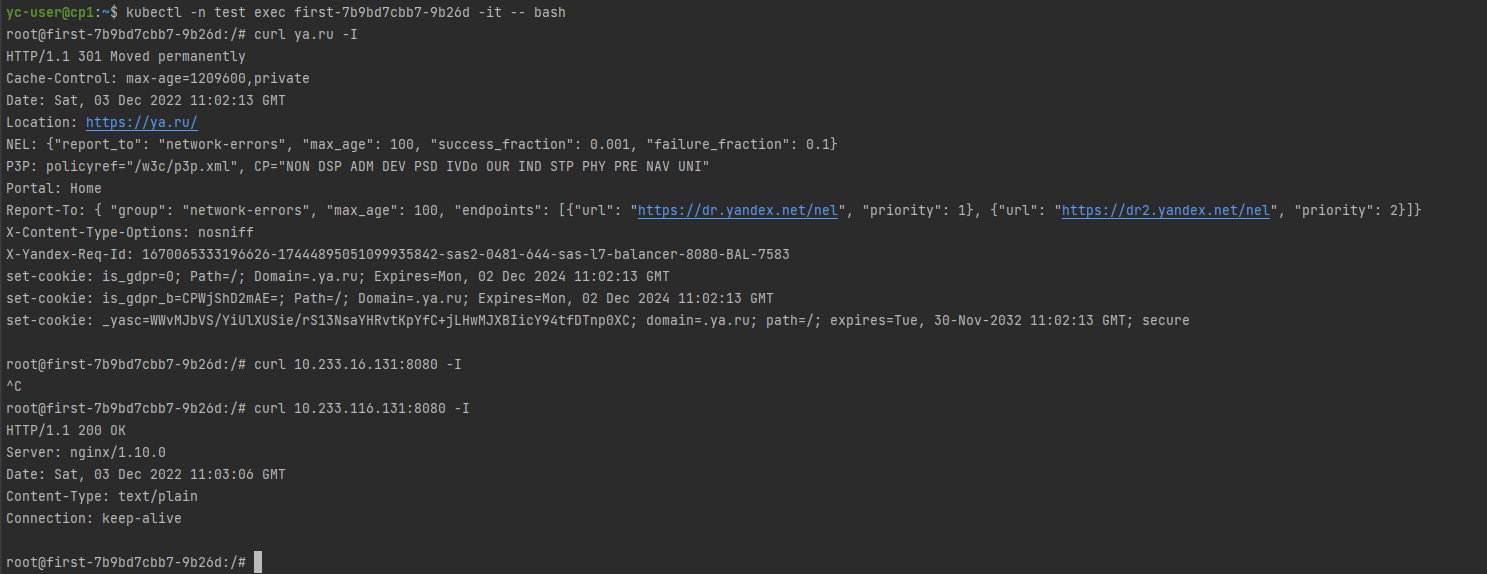 yc-user@cp1:~$ kubectl -n test exec first-7b9bd7cbb7-9b26d -it -- bash
root@first-7b9bd7cbb7-9b26d:/# curl ya.ru -I
HTTP/1.1 301 Moved permanently
Cache-Control: max-age=1209600,private
Date: Sat, 03 Dec 2022 11:02:13 GMT
Location: https://ya.ru/
NEL: {"report_to": "network-errors", "max_age": 100, "success_fraction": 0.001, "failure_fraction": 0.1}
P3P: policyref="/w3c/p3p.xml", CP="NON DSP ADM DEV PSD IVDo OUR IND STP PHY PRE NAV UNI"
Portal: Home
Report-To: { "group": "network-errors", "max_age": 100, "endpoints": [{"url": "https://dr.yandex.net/nel", "priority": 1}, {"url": "https://dr2.yandex.net/nel", "priority": 2}]}
X-Content-Type-Options: nosniff
X-Yandex-Req-Id: 1670065333196626-17444895051099935842-sas2-0481-644-sas-l7-balancer-8080-BAL-7583
set-cookie: is_gdpr=0; Path=/; Domain=.ya.ru; Expires=Mon, 02 Dec 2024 11:02:13 GMT
set-cookie: is_gdpr_b=CPWjShD2mAE=; Path=/; Domain=.ya.ru; Expires=Mon, 02 Dec 2024 11:02:13 GMT
set-cookie: _yasc=WWvMJbVS/YiUlXUSie/rS13NsaYHRvtKpYfC+jLHwMJXBIicY94tfDTnp0XC; domain=.ya.ru; path=/; expires=Tue, 30-Nov-2032 11:02:13 GMT; secure
root@first-7b9bd7cbb7-9b26d:/# curl 10.233.16.131:8080 -I
^C
root@first-7b9bd7cbb7-9b26d:/# curl 10.233.116.131:8080 -I
HTTP/1.1 200 OK
Server: nginx/1.10.0
Date: Sat, 03 Dec 2022 11:03:06 GMT
Content-Type: text/plain
Connection: keep-alive
root@first-7b9bd7cbb7-9b26d:/#